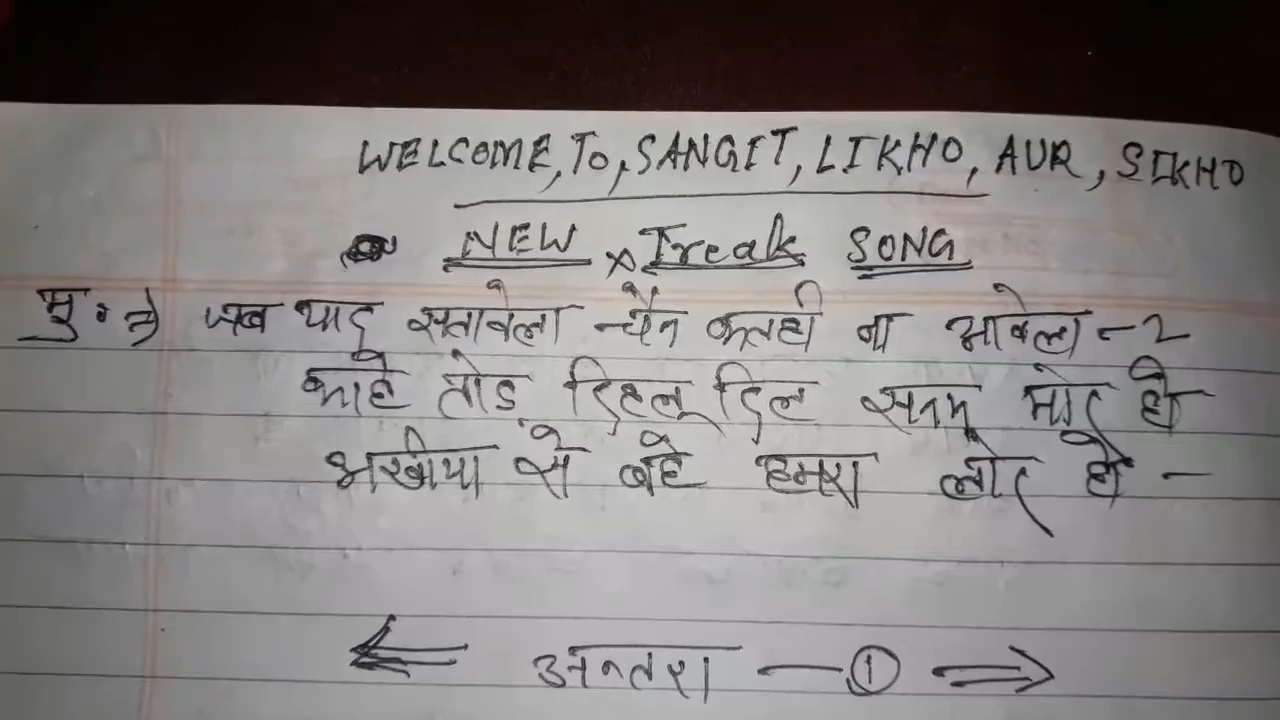 WELCOME, TO, SANGIT, LIKHO, AUR, SIKHO
NEW × Treak SONG
मु॰ → जब याद सतावेला चैन कतही ना आवेला - 2
काहे तोड़ दिहलू दिल सनम मोर हो
अखीया से बहे हमरा लोर हो -
← अन्तरा — ① →